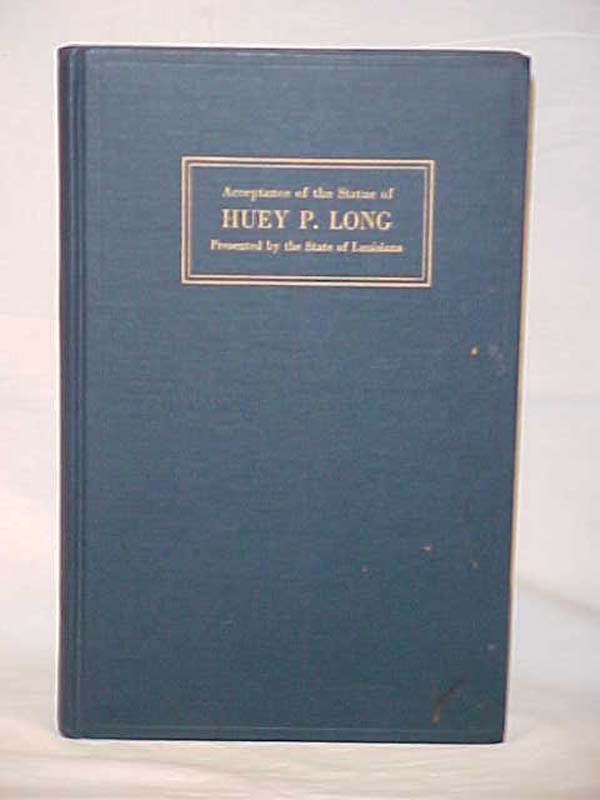 Acceptance of the Statue of
HUEY P. LONG
Presented by the State of Louisiana